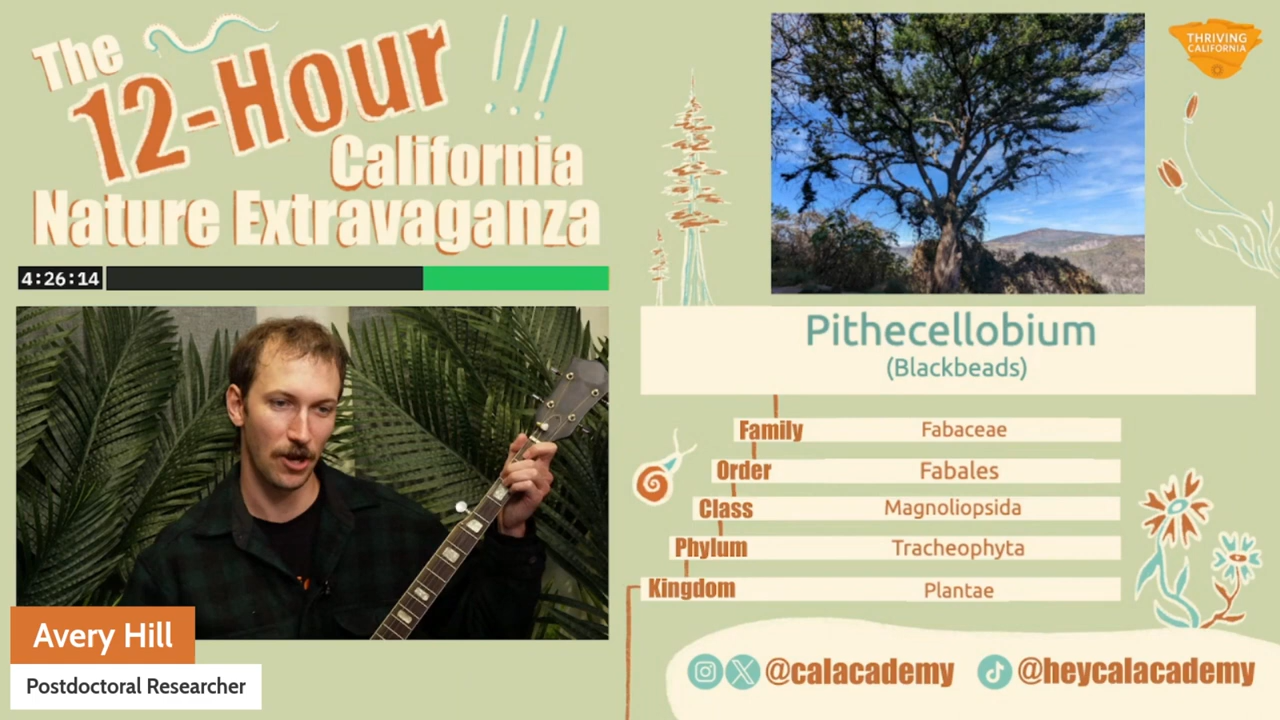 The
12-Hour
!!!
California
Nature Extravaganza
4:26:14
Avery Hill
Postdoctoral Researcher
THRIVING
CALIFORNIA
Pithecellobium
(Blackbeads)
Family Fabaceae
Order Fabales
Class Magnoliopsida
Phylum Tracheophyta
Kingdom Plantae
@calacademy @heycalacademy